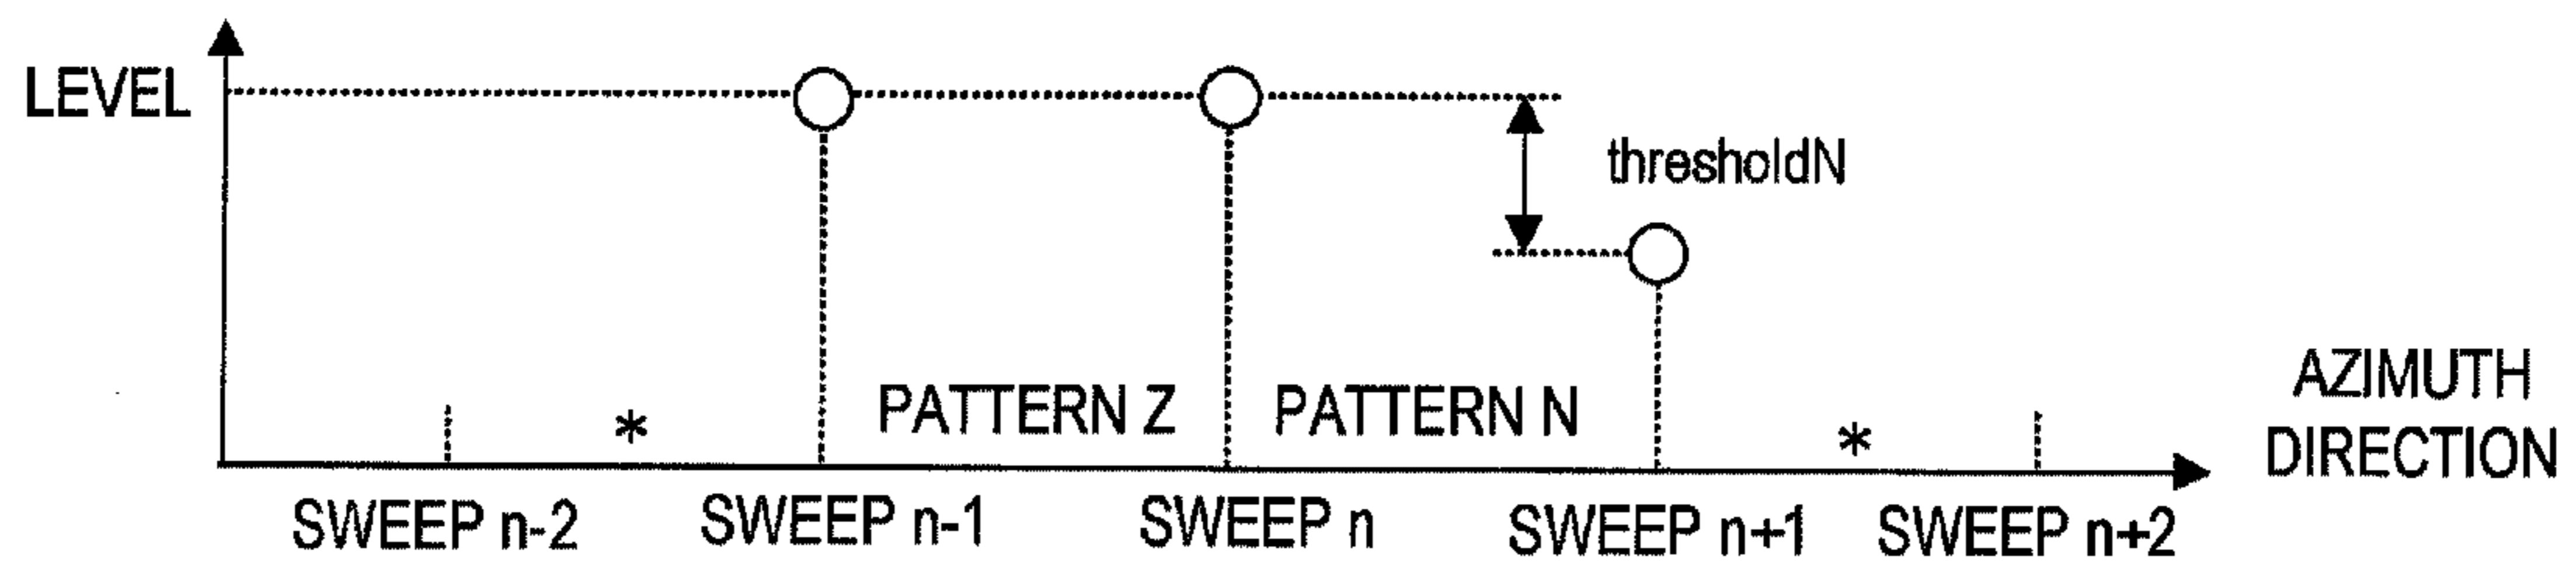 LEVEL
thresholdN
* PATTERN Z PATTERN N *
AZIMUTH
DIRECTION
SWEEP n-2 SWEEP n-1 SWEEP n SWEEP n+1 SWEEP n+2